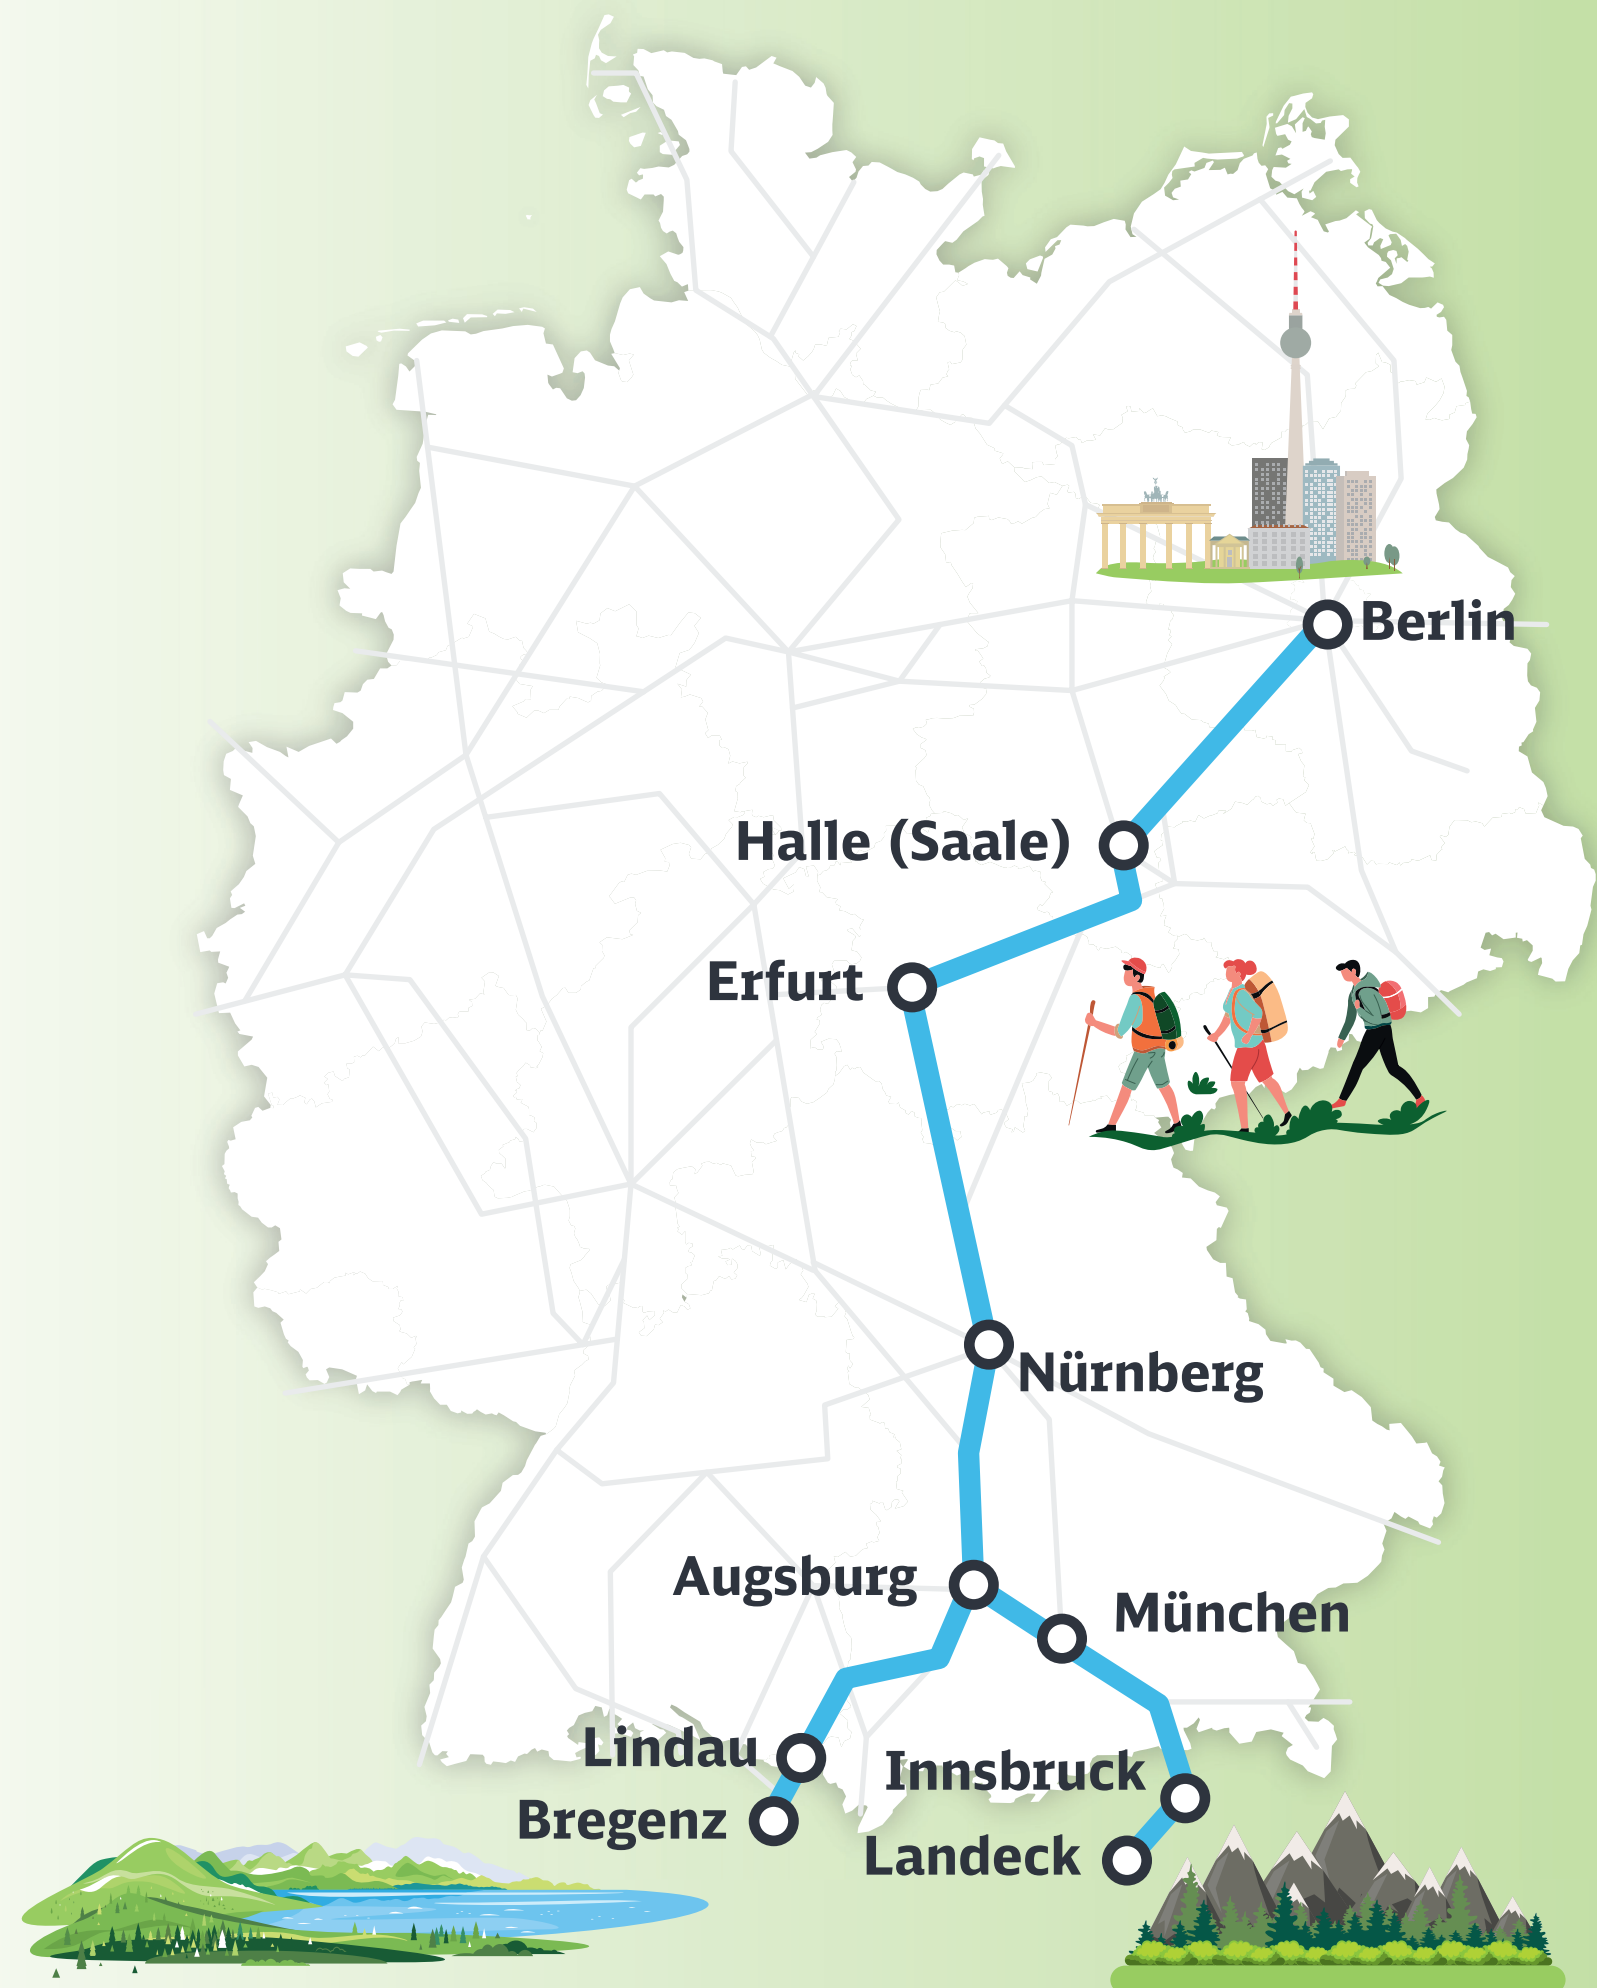 Berlin
Halle (Saale)
Erfurt
Nürnberg
Augsburg
München
Lindau
Innsbruck
Bregenz
Landeck